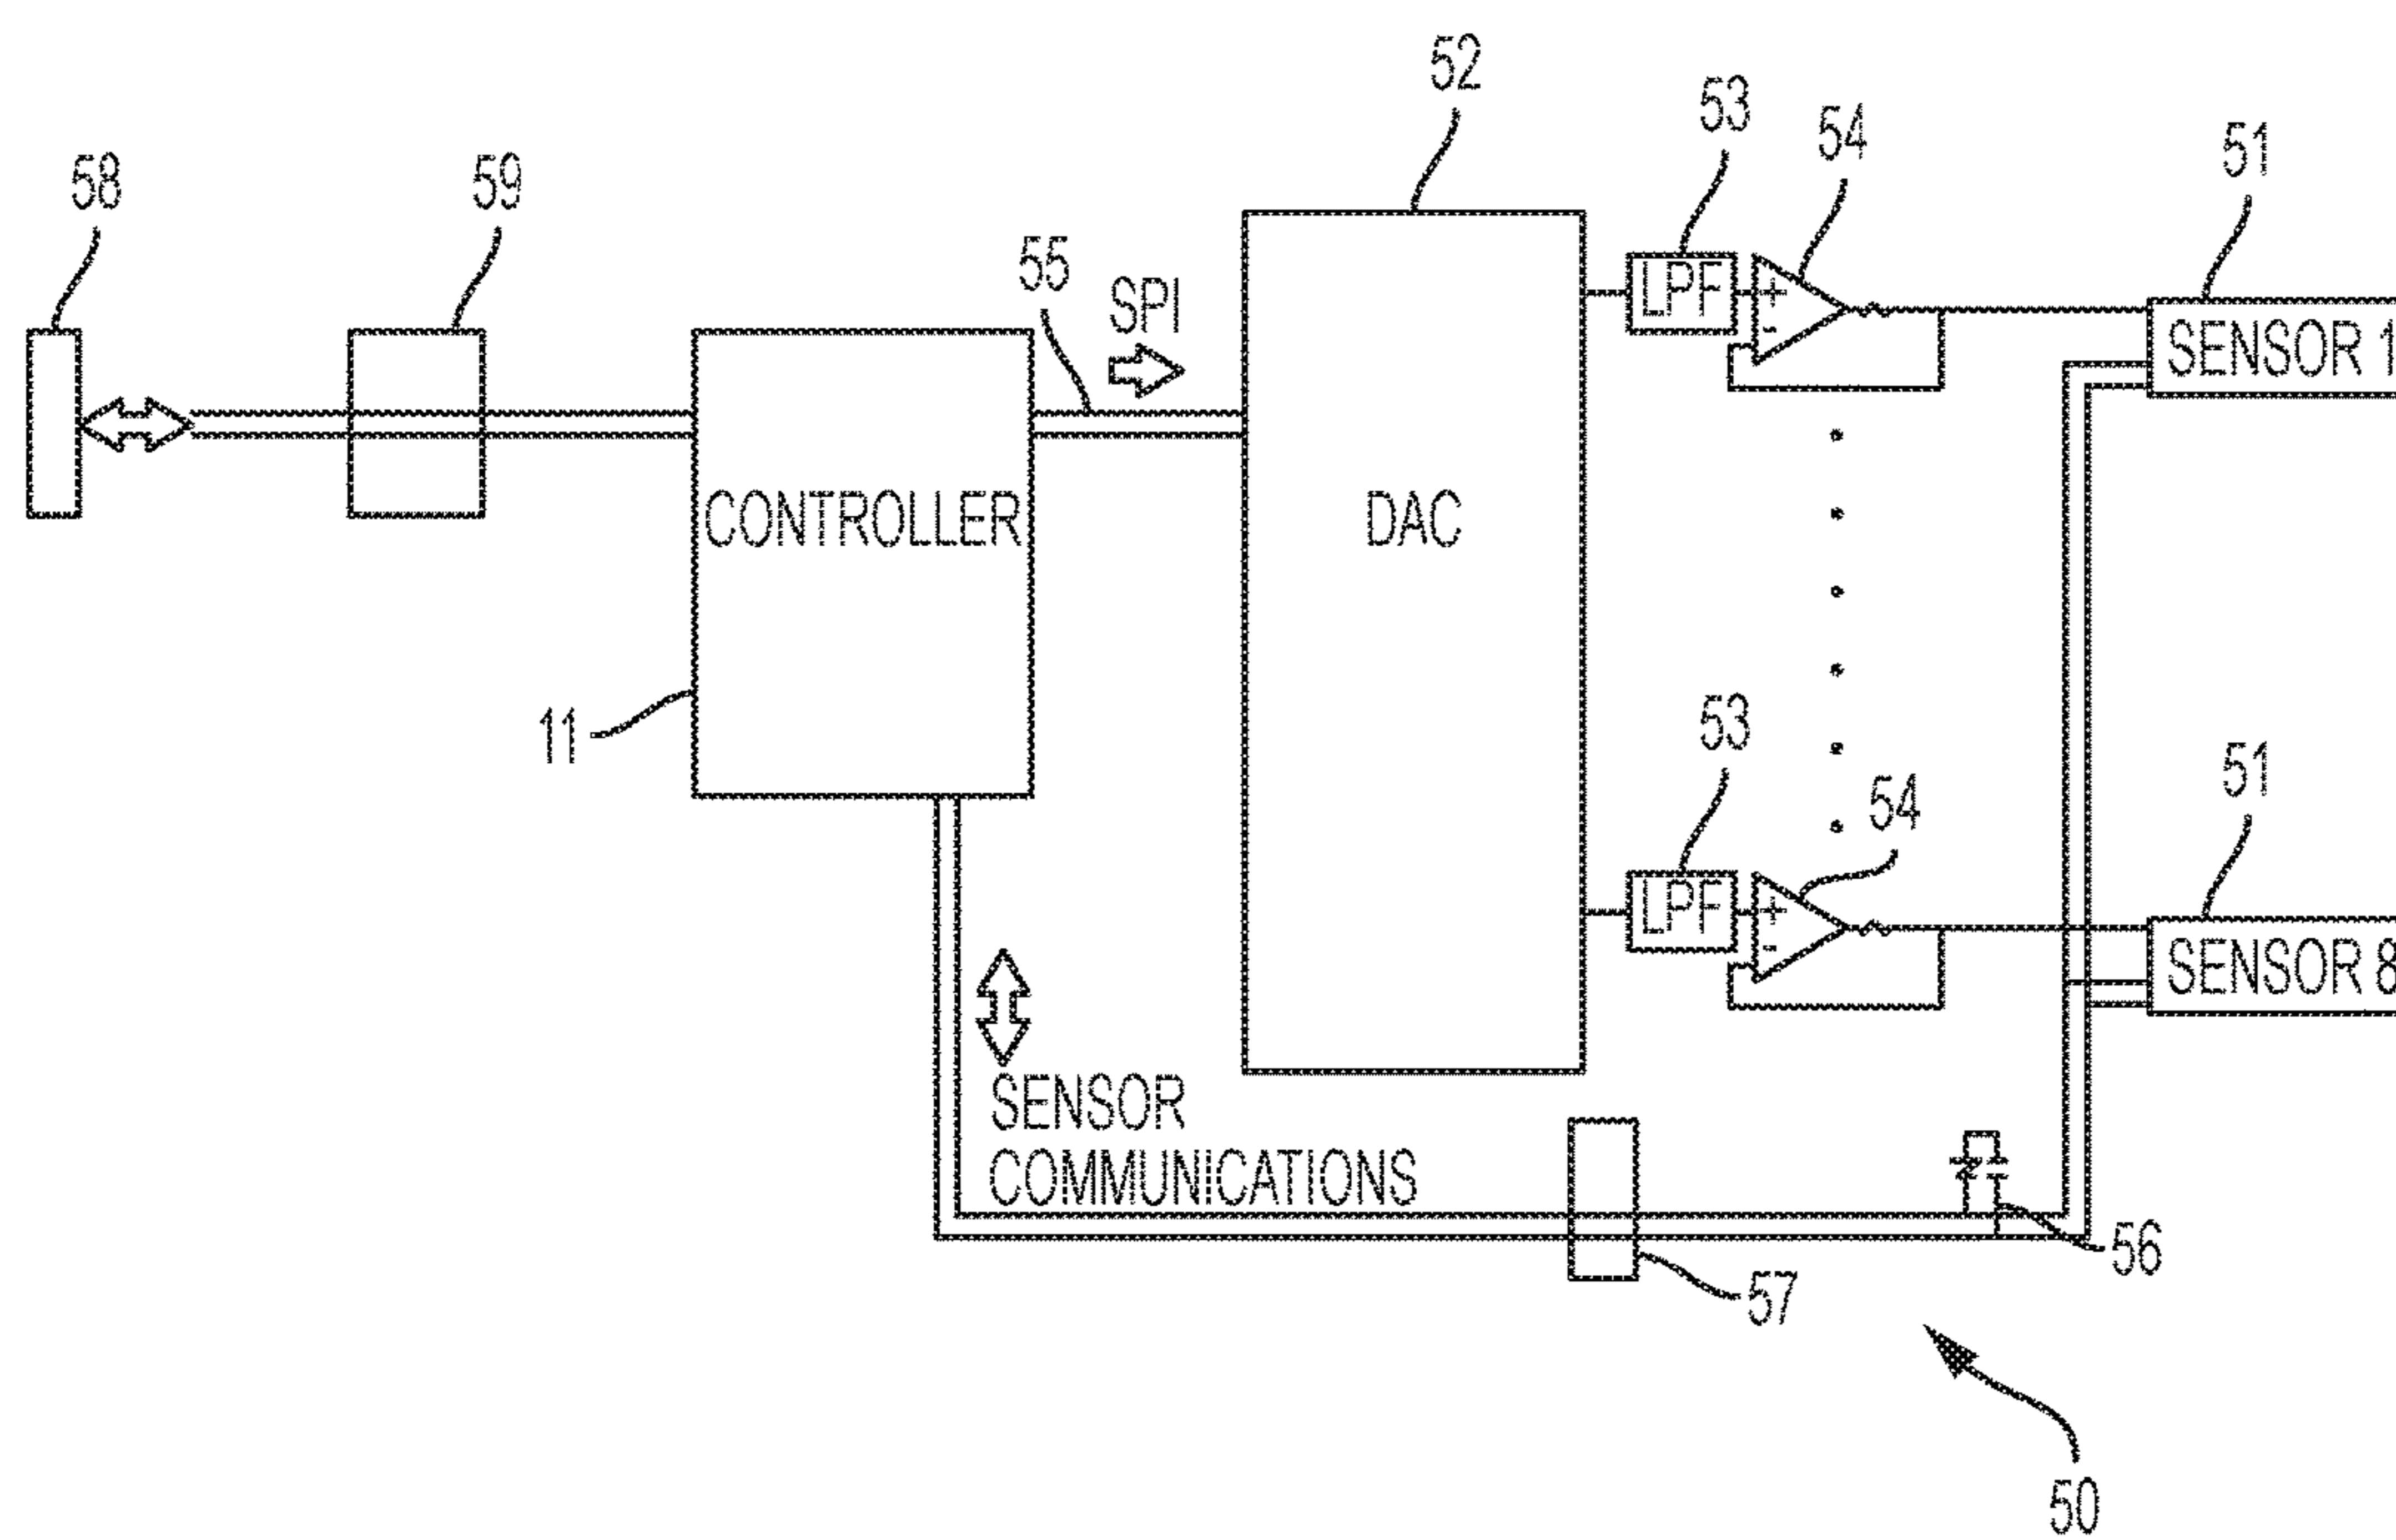 52
53
54
51
58
59
55
SPI
LPF
+
-
SENSOR 1
CONTROLLER
DAC
11
53
54
51
LPF
+
-
SENSOR 8
SENSOR
COMMUNICATIONS
56
57
50